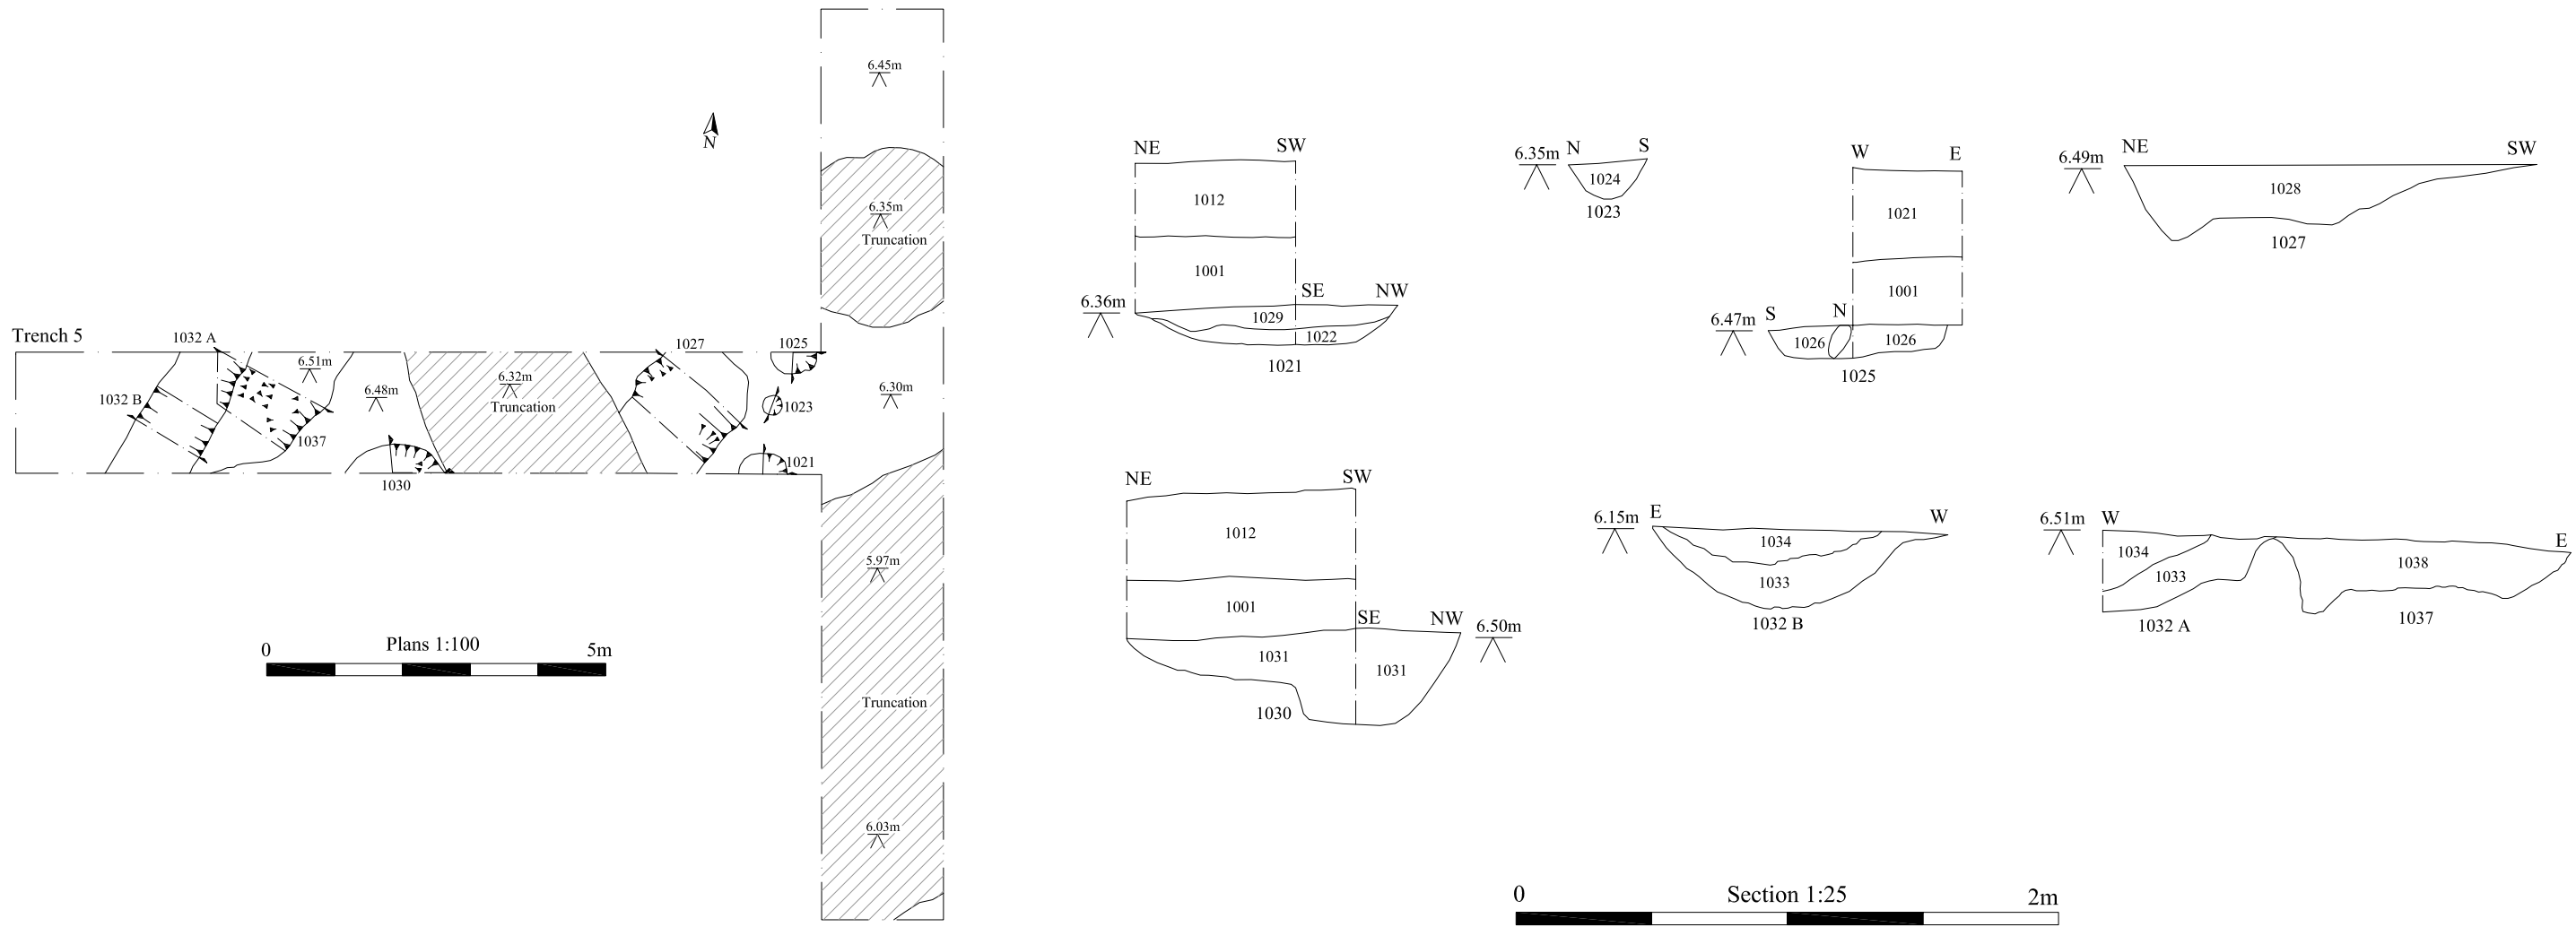 6.45m
N
6.35m
Truncation
Trench 5
1032 A
6.51m
1032 B
1037
6.48m
1030
6.32m
Truncation
1027
1025
1023
1021
6.30m
5.97m
Truncation
6.03m
0 Plans 1:100 5m
NE SW
1012
1001
6.36m
SE NW
1029
1022
1021
6.35m N S
1024
1023
W E
1021
1001
6.47m S N
1026 1026
1025
6.49m NE SW
1028
1027
NE SW
1012
1001
SE NW 6.50m
1031 1031
1030
6.15m E W
1034
1033
1032 B
6.51m W E
1034
1033
1038
1032 A 1037
0 Section 1:25 2m